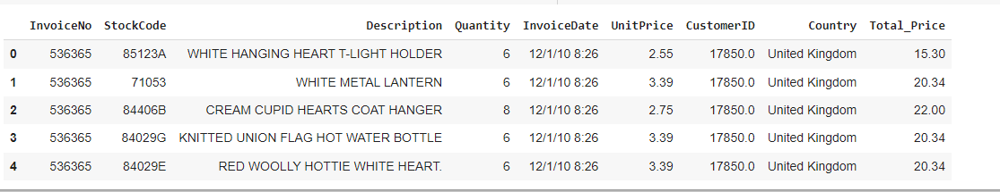 InvoiceNo StockCode Description Quantity InvoiceDate UnitPrice CustomerID Country Total_Price
0 536365 85123A WHITE HANGING HEART T-LIGHT HOLDER 6 12/1/10 8:26 2.55 17850.0 United Kingdom 15.30
1 536365 71053 WHITE METAL LANTERN 6 12/1/10 8:26 3.39 17850.0 United Kingdom 20.34
2 536365 84406B CREAM CUPID HEARTS COAT HANGER 8 12/1/10 8:26 2.75 17850.0 United Kingdom 22.00
3 536365 84029G KNITTED UNION FLAG HOT WATER BOTTLE 6 12/1/10 8:26 3.39 17850.0 United Kingdom 20.34
4 536365 84029E RED WOOLLY HOTTIE WHITE HEART. 6 12/1/10 8:26 3.39 17850.0 United Kingdom 20.34